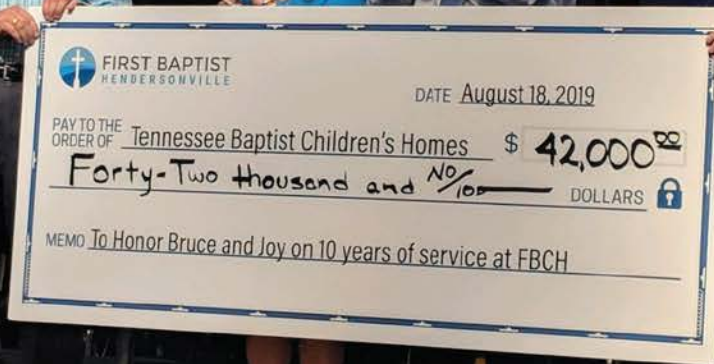 FIRST BAPTIST
HENDERSONVILLE
DATE August 18, 2019
PAY TO THE
ORDER OF Tennessee Baptist Children's Homes $ 42,000 00
Forty-Two thousand and No/100 DOLLARS
MEMO To Honor Bruce and Joy on 10 years of service at FBCH